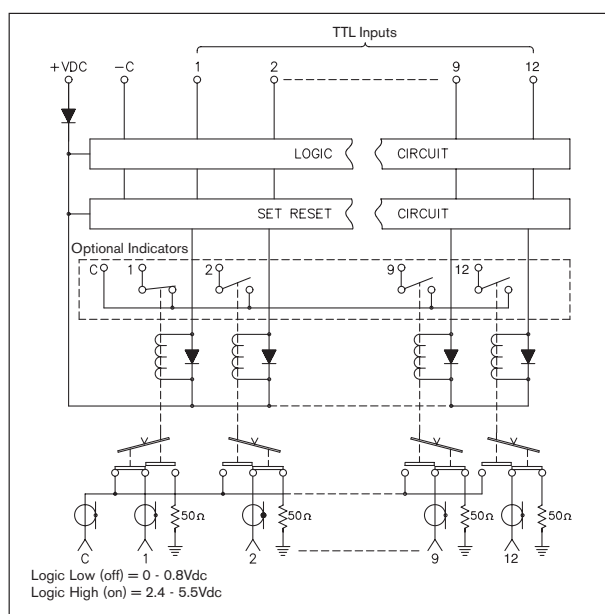 TTL Inputs
+VDC -C 1 2 9 12
LOGIC CIRCUIT
SET RESET CIRCUIT
Optional Indicators
C 1 2 9 12
50Ω 50Ω 50Ω 50Ω
C 1 2 9 12
Logic Low (off) = 0 - 0.8Vdc
Logic High (on) = 2.4 - 5.5Vdc